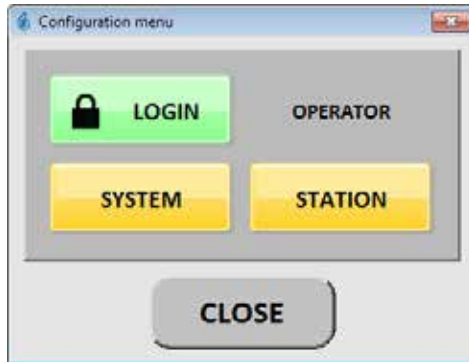 Configuration menu
LOGIN OPERATOR
SYSTEM STATION
CLOSE